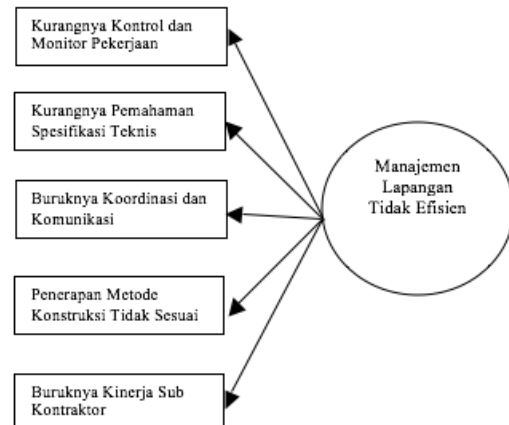 Kurangnya Kontrol dan
Monitor Pekerjaan
Kurangnya Pemahaman
Spesifikasi Teknis
Buruknya Koordinasi dan
Komunikasi
Penerapan Metode
Konstruksi Tidak Sesuai
Buruknya Kinerja Sub
Kontraktor
Manajemen
Lapangan
Tidak Efisien